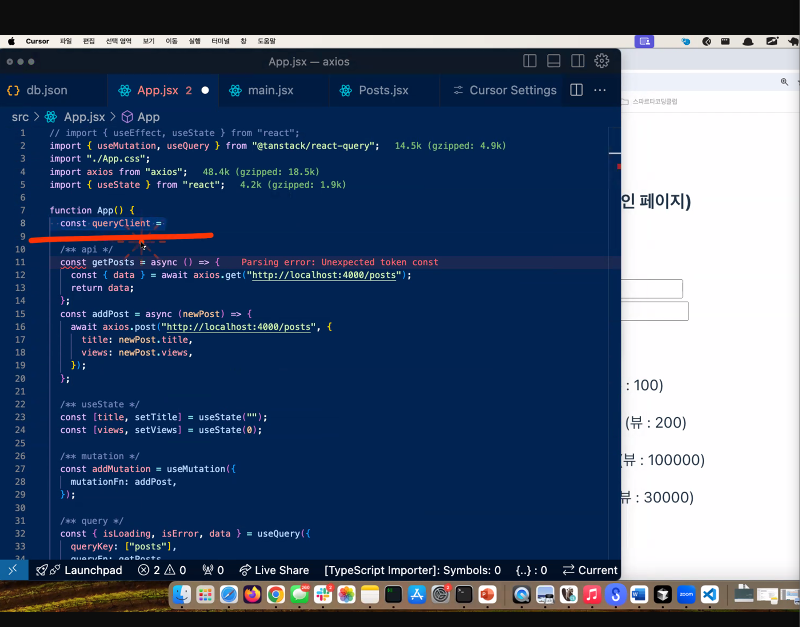 Cursor 파일 편집 선택 영역 보기 이동 실행 터미널 창 도움말
App.jsx — axios
db.json App.jsx 2 main.jsx Posts.jsx Cursor Settings
src > App.jsx > App
스파르타코딩클럽
1 // import { useEffect, useState } from "react";
2 import { useMutation, useQuery } from "@tanstack/react-query"; 14.5k (gzipped: 4.9k)
3 import "./App.css";
4 import axios from "axios"; 48.4k (gzipped: 18.5k)
5 import { useState } from "react"; 4.2k (gzipped: 1.9k)
6
7 function App() {
8 const queryClient =
9
10 /** api */
11 const getPosts = async () => { Parsing error: Unexpected token const
12 const { data } = await axios.get("http://localhost:4000/posts");
13 return data;
14 };
15 const addPost = async (newPost) => {
16 await axios.post("http://localhost:4000/posts", {
17 title: newPost.title,
18 views: newPost.views,
19 });
20 };
21
22 /** useState */
23 const [title, setTitle] = useState("");
24 const [views, setViews] = useState(0);
25
26 /** mutation */
27 const addMutation = useMutation({
28 mutationFn: addPost,
29 });
30
31 /** query */
32 const { isLoading, isError, data } = useQuery({
33 queryKey: ["posts"],
34 queryFn: getPosts,
인 페이지)
: 100)
(뷰 : 200)
(뷰 : 100000)
뷰 : 30000)
Launchpad 2 0 0 Live Share [TypeScript Importer]: Symbols: 0 {..} : 0 Current
zoom